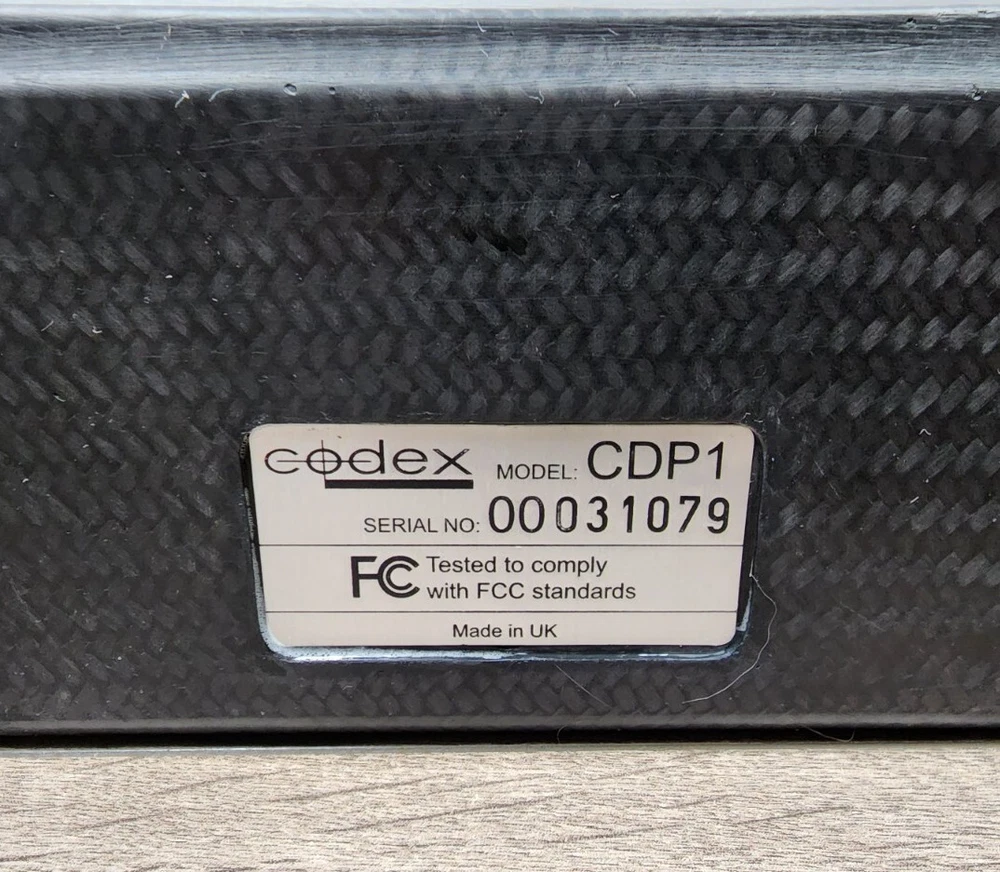 codex MODEL: CDP1
SERIAL NO: 00031079
FC Tested to comply
with FCC standards
Made in UK